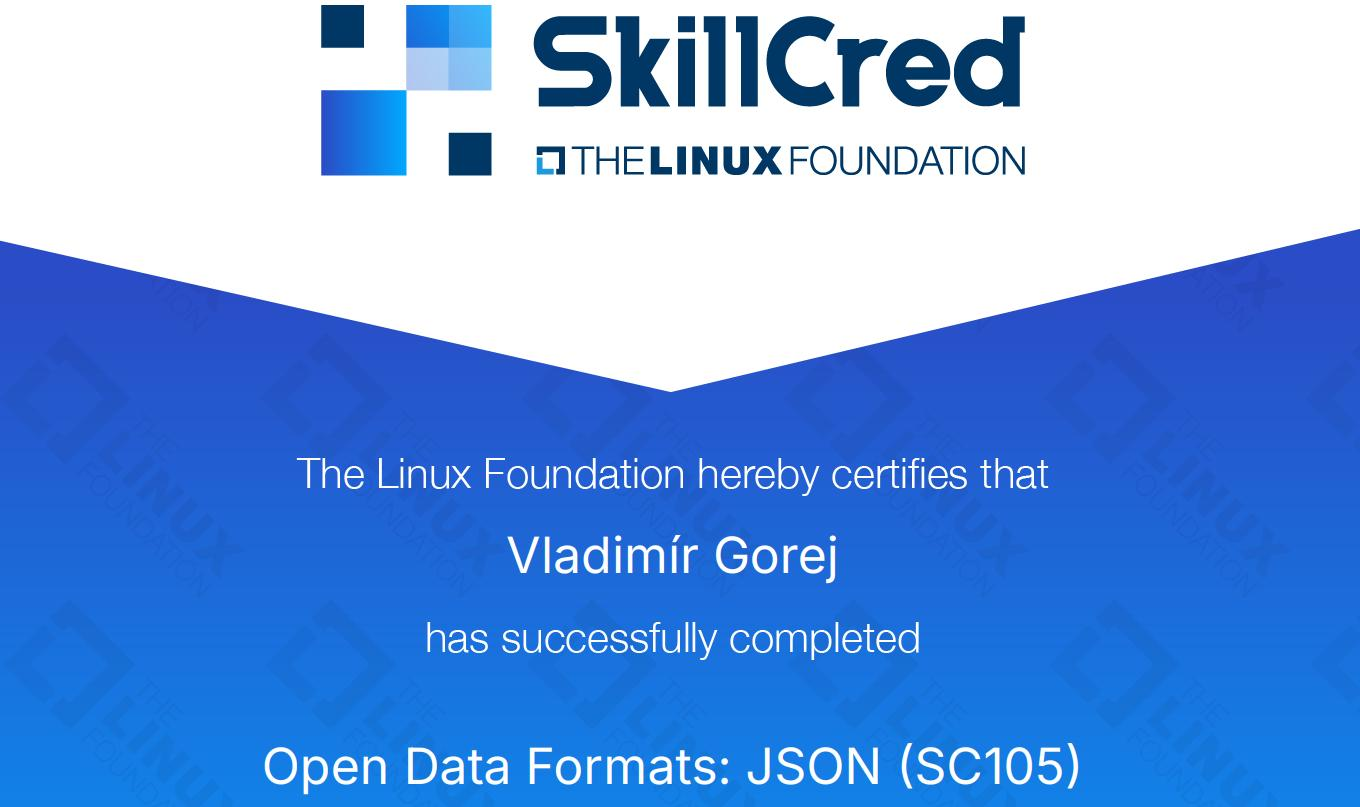 SkillCred
THE LINUX FOUNDATION
The Linux Foundation hereby certifies that
Vladimír Gorej
has successfully completed
Open Data Formats: JSON (SC105)